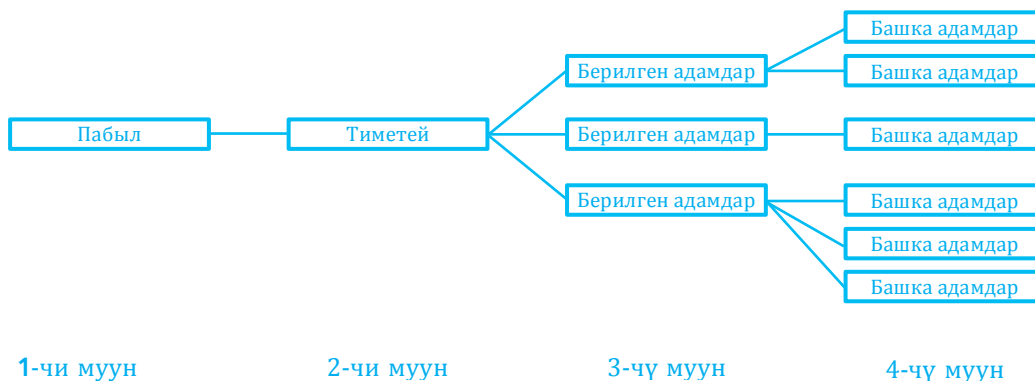 Башка адамдар
Берилген адамдар
Башка адамдар
Пабыл
Тиметей
Берилген адамдар
Башка адамдар
Берилген адамдар
Башка адамдар
Башка адамдар
Башка адамдар
1-чи муун
2-чи муун
3-чү муун
4-чү муун